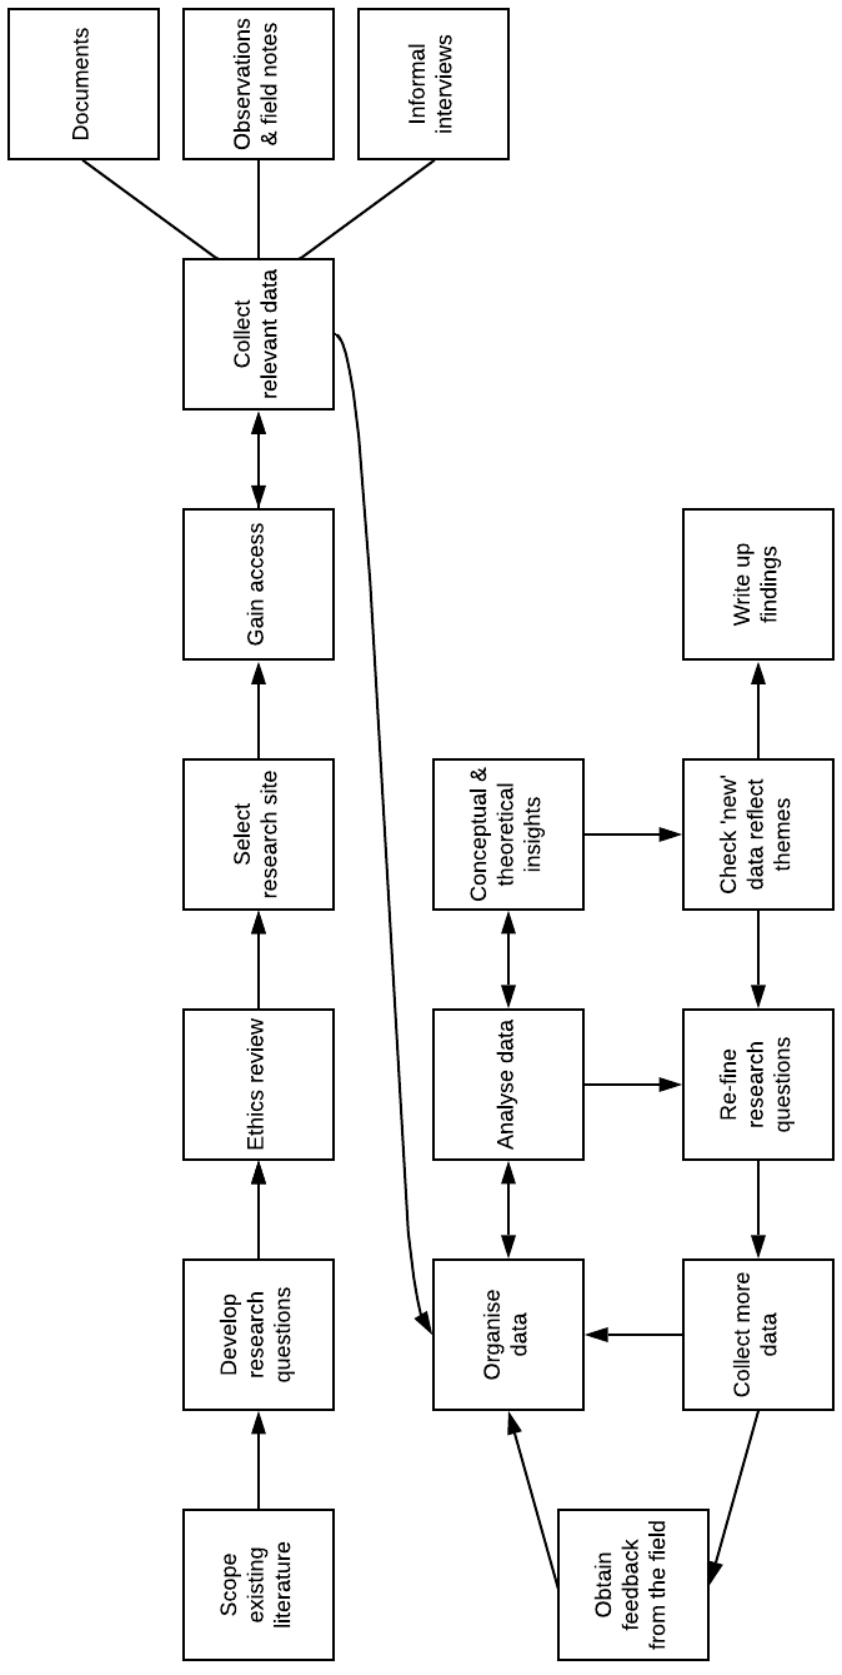 Scope
existing
literature
Develop
research
questions
Ethics review
Select
research site
Gain access
Collect
relevant data
Documents
Observations
& field notes
Informal
interviews
Organise
data
Analyse data
Conceptual &
theoretical
insights
Obtain
feedback
from the field
Collect more
data
Re-fine
research
questions
Check 'new'
data reflect
themes
Write up
findings